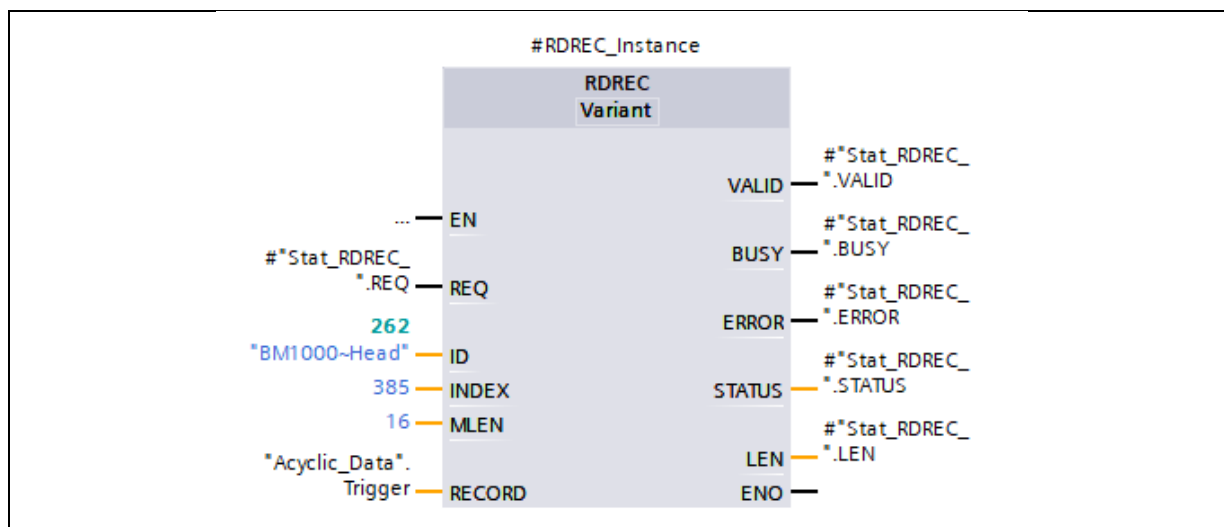 #RDREC_Instance
RDREC
Variant
#"Stat_RDREC_
".VALID
VALID
...
EN
#"Stat_RDREC_
".BUSY
BUSY
#"Stat_RDREC_
".REQ
REQ
#"Stat_RDREC_
".ERROR
ERROR
262
"BM1000~Head"
ID
#"Stat_RDREC_
".STATUS
STATUS
385
INDEX
16
MLEN
#"Stat_RDREC_
".LEN
LEN
"Acyclic_Data".
Trigger
RECORD
ENO